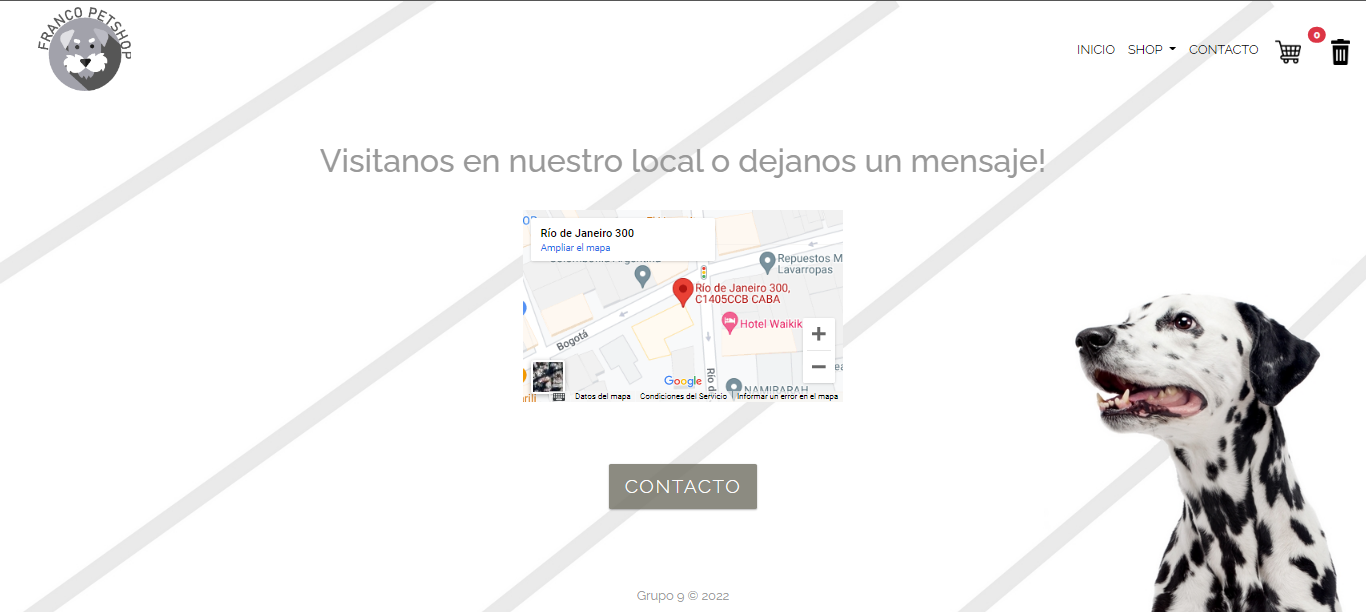 FRANCO PETSHOP
INICIO SHOP CONTACTO 0
Visitanos en nuestro local o dejanos un mensaje!
Río de Janeiro 300
Ampliar el mapa
Repuestos M
Lavarropas
Río de Janeiro 300,
C1405CCB CABA
Hotel Waikik
Bogotá
Río d
Google
Datos del mapa Condiciones del Servicio Informar un error en el mapa
CONTACTO
Grupo 9 © 2022